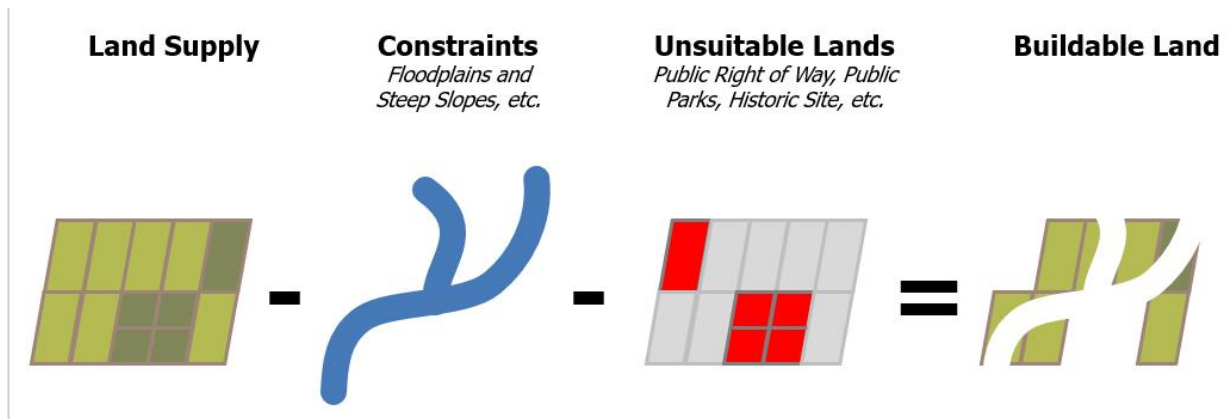 Land Supply
Constraints
Floodplains and
Steep Slopes, etc.
Unsuitable Lands
Public Right of Way, Public
Parks, Historic Site, etc.
Buildable Land